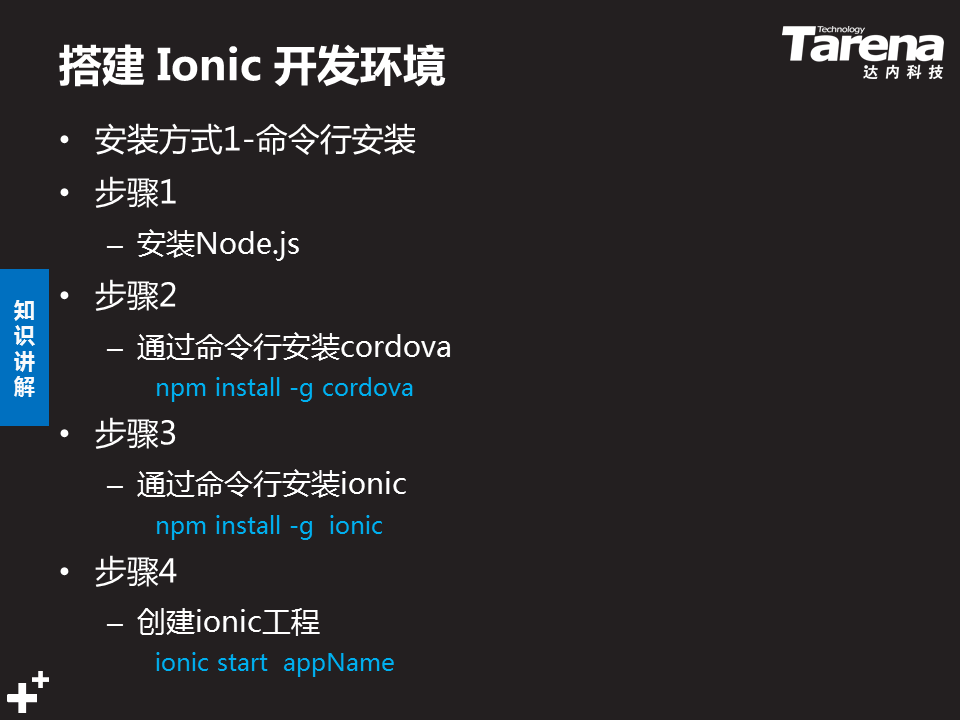 搭建 Ionic 开发环境
Technology
Tarena
达内科技
• 安装方式1-命令行安装
• 步骤1
– 安装Node.js
• 步骤2
– 通过命令行安装cordova
npm install -g cordova
• 步骤3
– 通过命令行安装ionic
npm install -g  ionic
• 步骤4
– 创建ionic工程
ionic start  appName
知识讲解